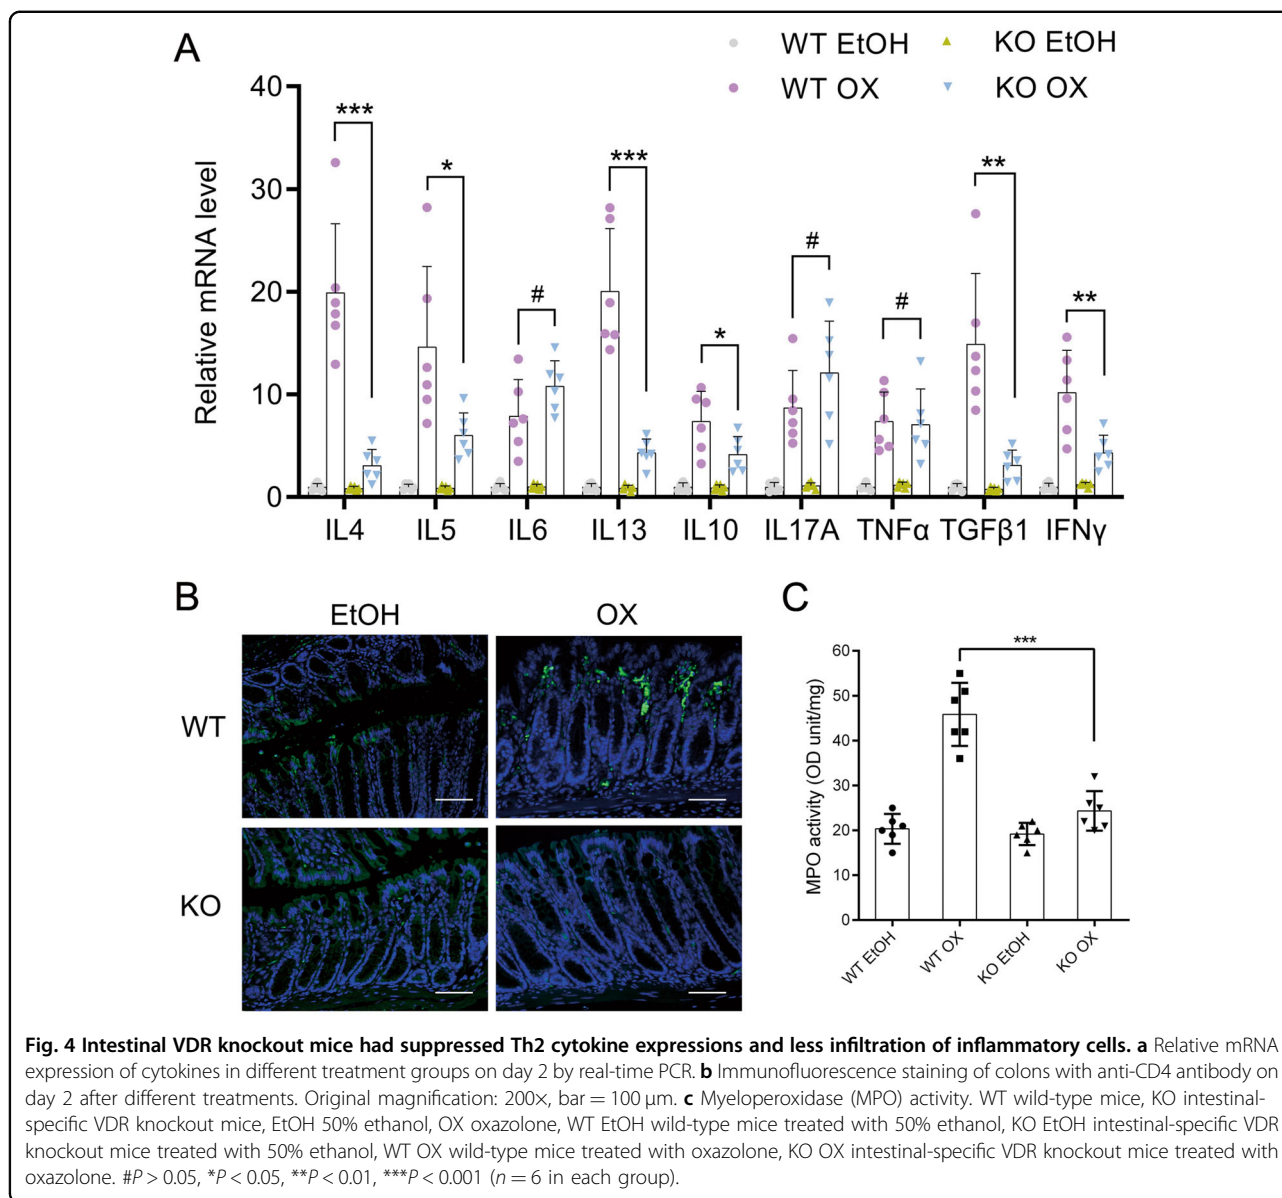 A
WT EtOH
KO EtOH
WT OX
KO OX
Relative mRNA level
40
30
20
10
0
***
*
#
***
*
#
#
**
**
IL4
IL5
IL6
IL13
IL10
IL17A
TNFα
TGFβ1
IFNγ
B
EtOH
OX
WT
KO
C
***
MPO activity (OD unit/mg)
60
50
40
30
20
10
0
WT EtOH
WT OX
KO EtOH
KO OX
Fig. 4 Intestinal VDR knockout mice had suppressed Th2 cytokine expressions and less infiltration of inflammatory cells. a Relative mRNA
expression of cytokines in different treatment groups on day 2 by real-time PCR. b Immunofluorescence staining of colons with anti-CD4 antibody on
day 2 after different treatments. Original magnification: 200×, bar = 100 μm. c Myeloperoxidase (MPO) activity. WT wild-type mice, KO intestinal-
specific VDR knockout mice, EtOH 50% ethanol, OX oxazolone, WT EtOH wild-type mice treated with 50% ethanol, KO EtOH intestinal-specific VDR
knockout mice treated with 50% ethanol, WT OX wild-type mice treated with oxazolone, KO OX intestinal-specific VDR knockout mice treated with
oxazolone. #P > 0.05, *P < 0.05, **P < 0.01, ***P < 0.001 (n = 6 in each group).